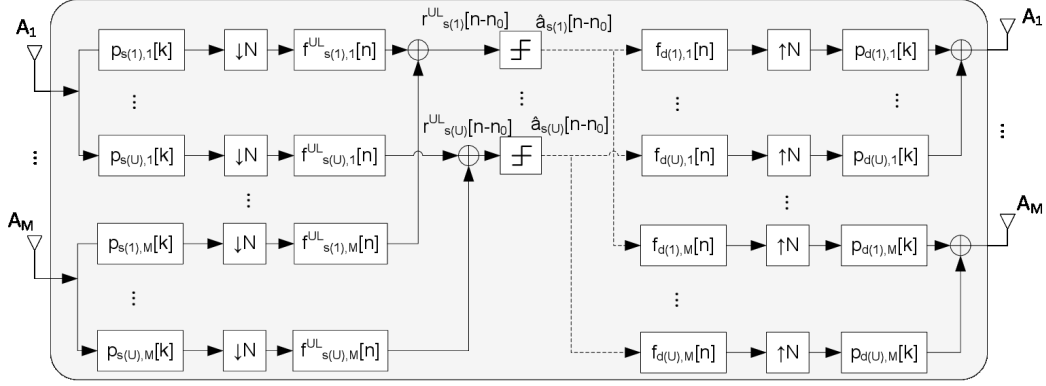 A1 r^UL_s(1)[n-n0] â_s(1)[n-n0] A1
p_s(1),1[k] ↓N f^UL_s(1),1[n] f_d(1),1[n] ↑N p_d(1),1[k]
... ... ... ...
r^UL_s(U)[n-n0] â_s(U)[n-n0]
... p_s(U),1[k] ↓N f^UL_s(U),1[n] f_d(U),1[n] ↑N p_d(U),1[k] ...
... ...
AM AM
p_s(1),M[k] ↓N f^UL_s(1),M[n] f_d(1),M[n] ↑N p_d(1),M[k]
... ...
p_s(U),M[k] ↓N f^UL_s(U),M[n] f_d(U),M[n] ↑N p_d(U),M[k]